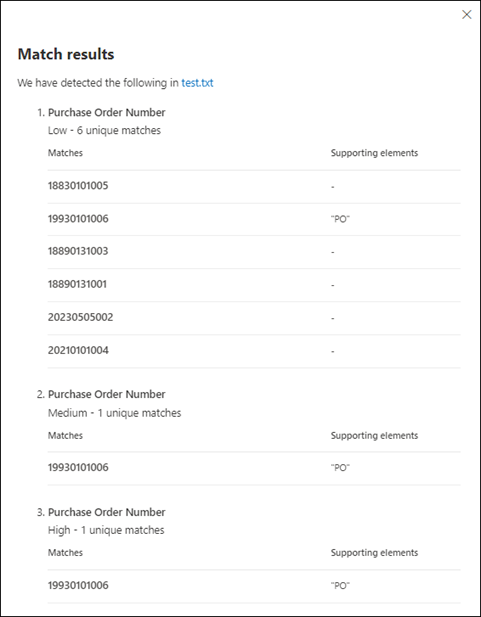 Match results
We have detected the following in test.txt
1. Purchase Order Number
Low - 6 unique matches
Matches Supporting elements
18830101005 -
19930101006 "PO"
18890131003 -
18890131001 -
20230505002 -
20210101004 -
2. Purchase Order Number
Medium - 1 unique matches
Matches Supporting elements
19930101006 "PO"
3. Purchase Order Number
High - 1 unique matches
Matches Supporting elements
19930101006 "PO"